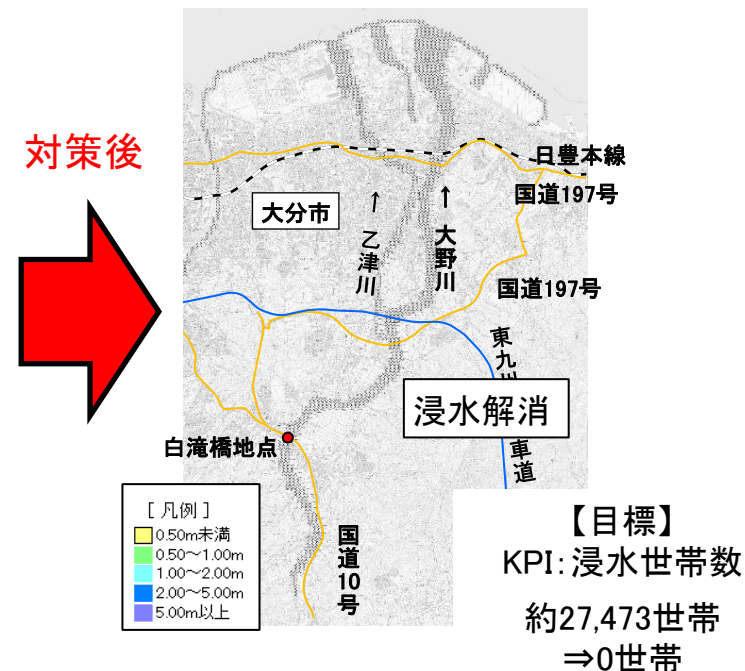 対策後
日豊本線
国道197号
大分市
↑ 乙津川
↑ 大野川
国道197号
東九州
車道
浸水解消
白滝橋地点
[ 凡例 ]
0.50m未満
0.50～1.00m
1.00～2.00m
2.00～5.00m
5.00m以上
国道10号
【目標】
KPI：浸水世帯数
約27,473世帯
⇒0世帯